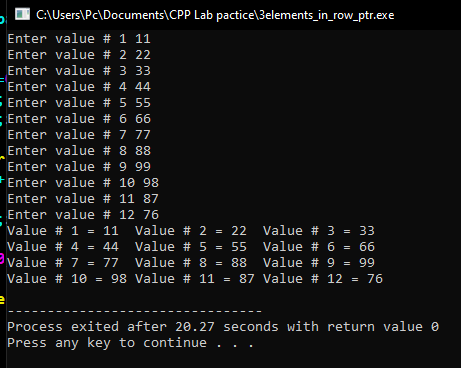 C:\Users\Pc\Documents\CPP Lab pactice\3elements_in_row_ptr.exe
Enter value # 1 11
Enter value # 2 22
Enter value # 3 33
Enter value # 4 44
Enter value # 5 55
Enter value # 6 66
Enter value # 7 77
Enter value # 8 88
Enter value # 9 99
Enter value # 10 98
Enter value # 11 87
Enter value # 12 76
Value # 1 = 11  Value # 2 = 22  Value # 3 = 33
Value # 4 = 44  Value # 5 = 55  Value # 6 = 66
Value # 7 = 77  Value # 8 = 88  Value # 9 = 99
Value # 10 = 98 Value # 11 = 87 Value # 12 = 76
--------------------------------
Process exited after 20.27 seconds with return value 0
Press any key to continue . . .